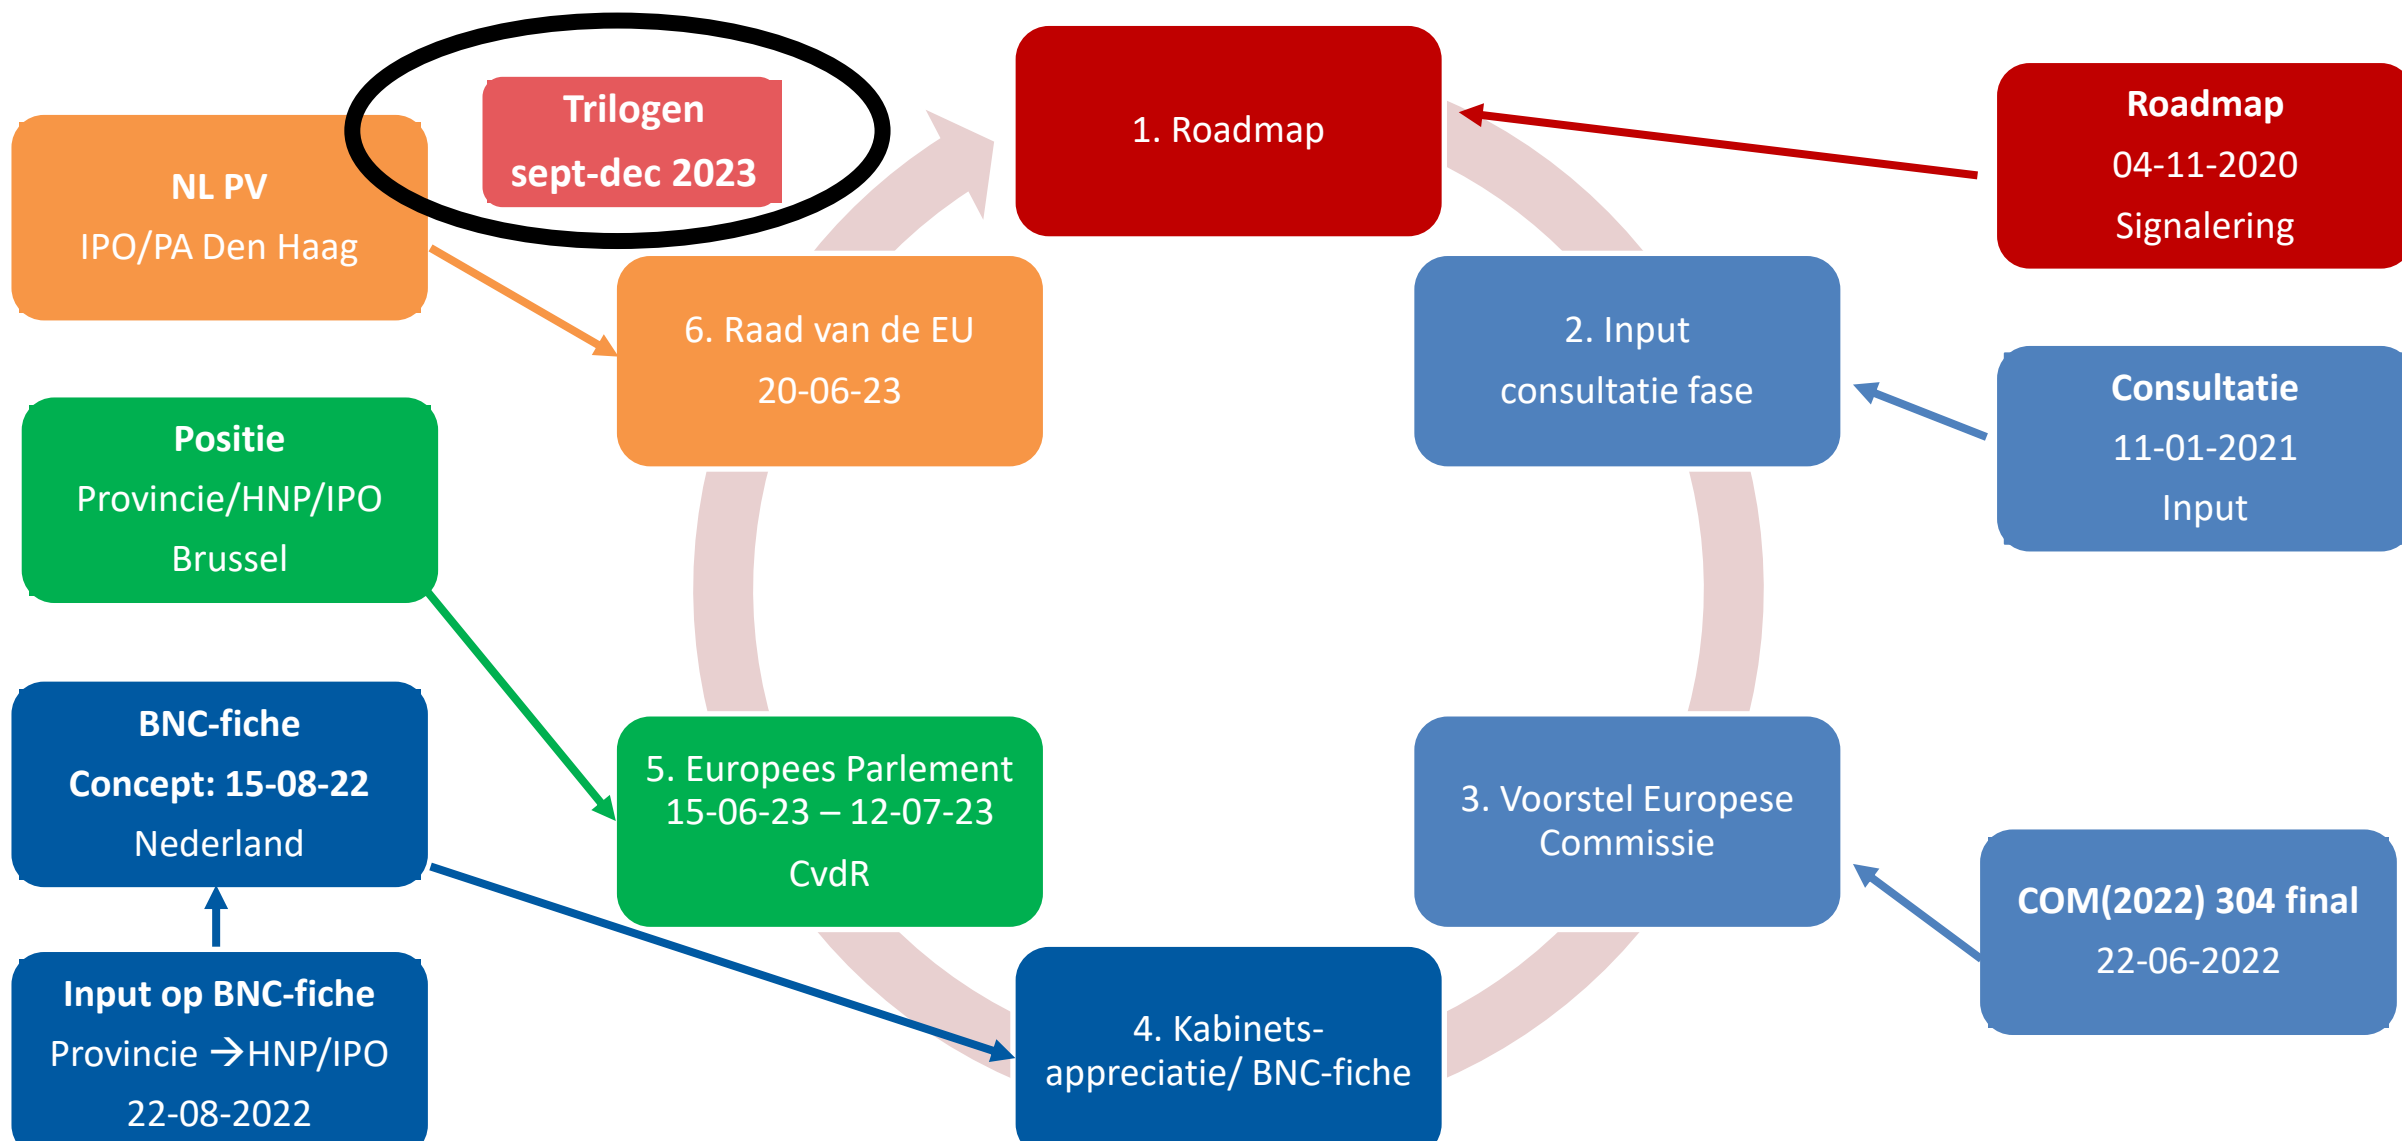 Trilogen
sept-dec 2023
1. Roadmap
Roadmap
04-11-2020
Signalering
NL PV
IPO/PA Den Haag
6. Raad van de EU
20-06-23
2. Input
consultatie fase
Consultatie
11-01-2021
Input
Positie
Provincie/HNP/IPO
Brussel
BNC-fiche
Concept: 15-08-22
Nederland
5. Europees Parlement
15-06-23 – 12-07-23
CvdR
3. Voorstel Europese
Commissie
COM(2022) 304 final
22-06-2022
Input op BNC-fiche
Provincie →HNP/IPO
22-08-2022
4. Kabinets-
appreciatie/ BNC-fiche